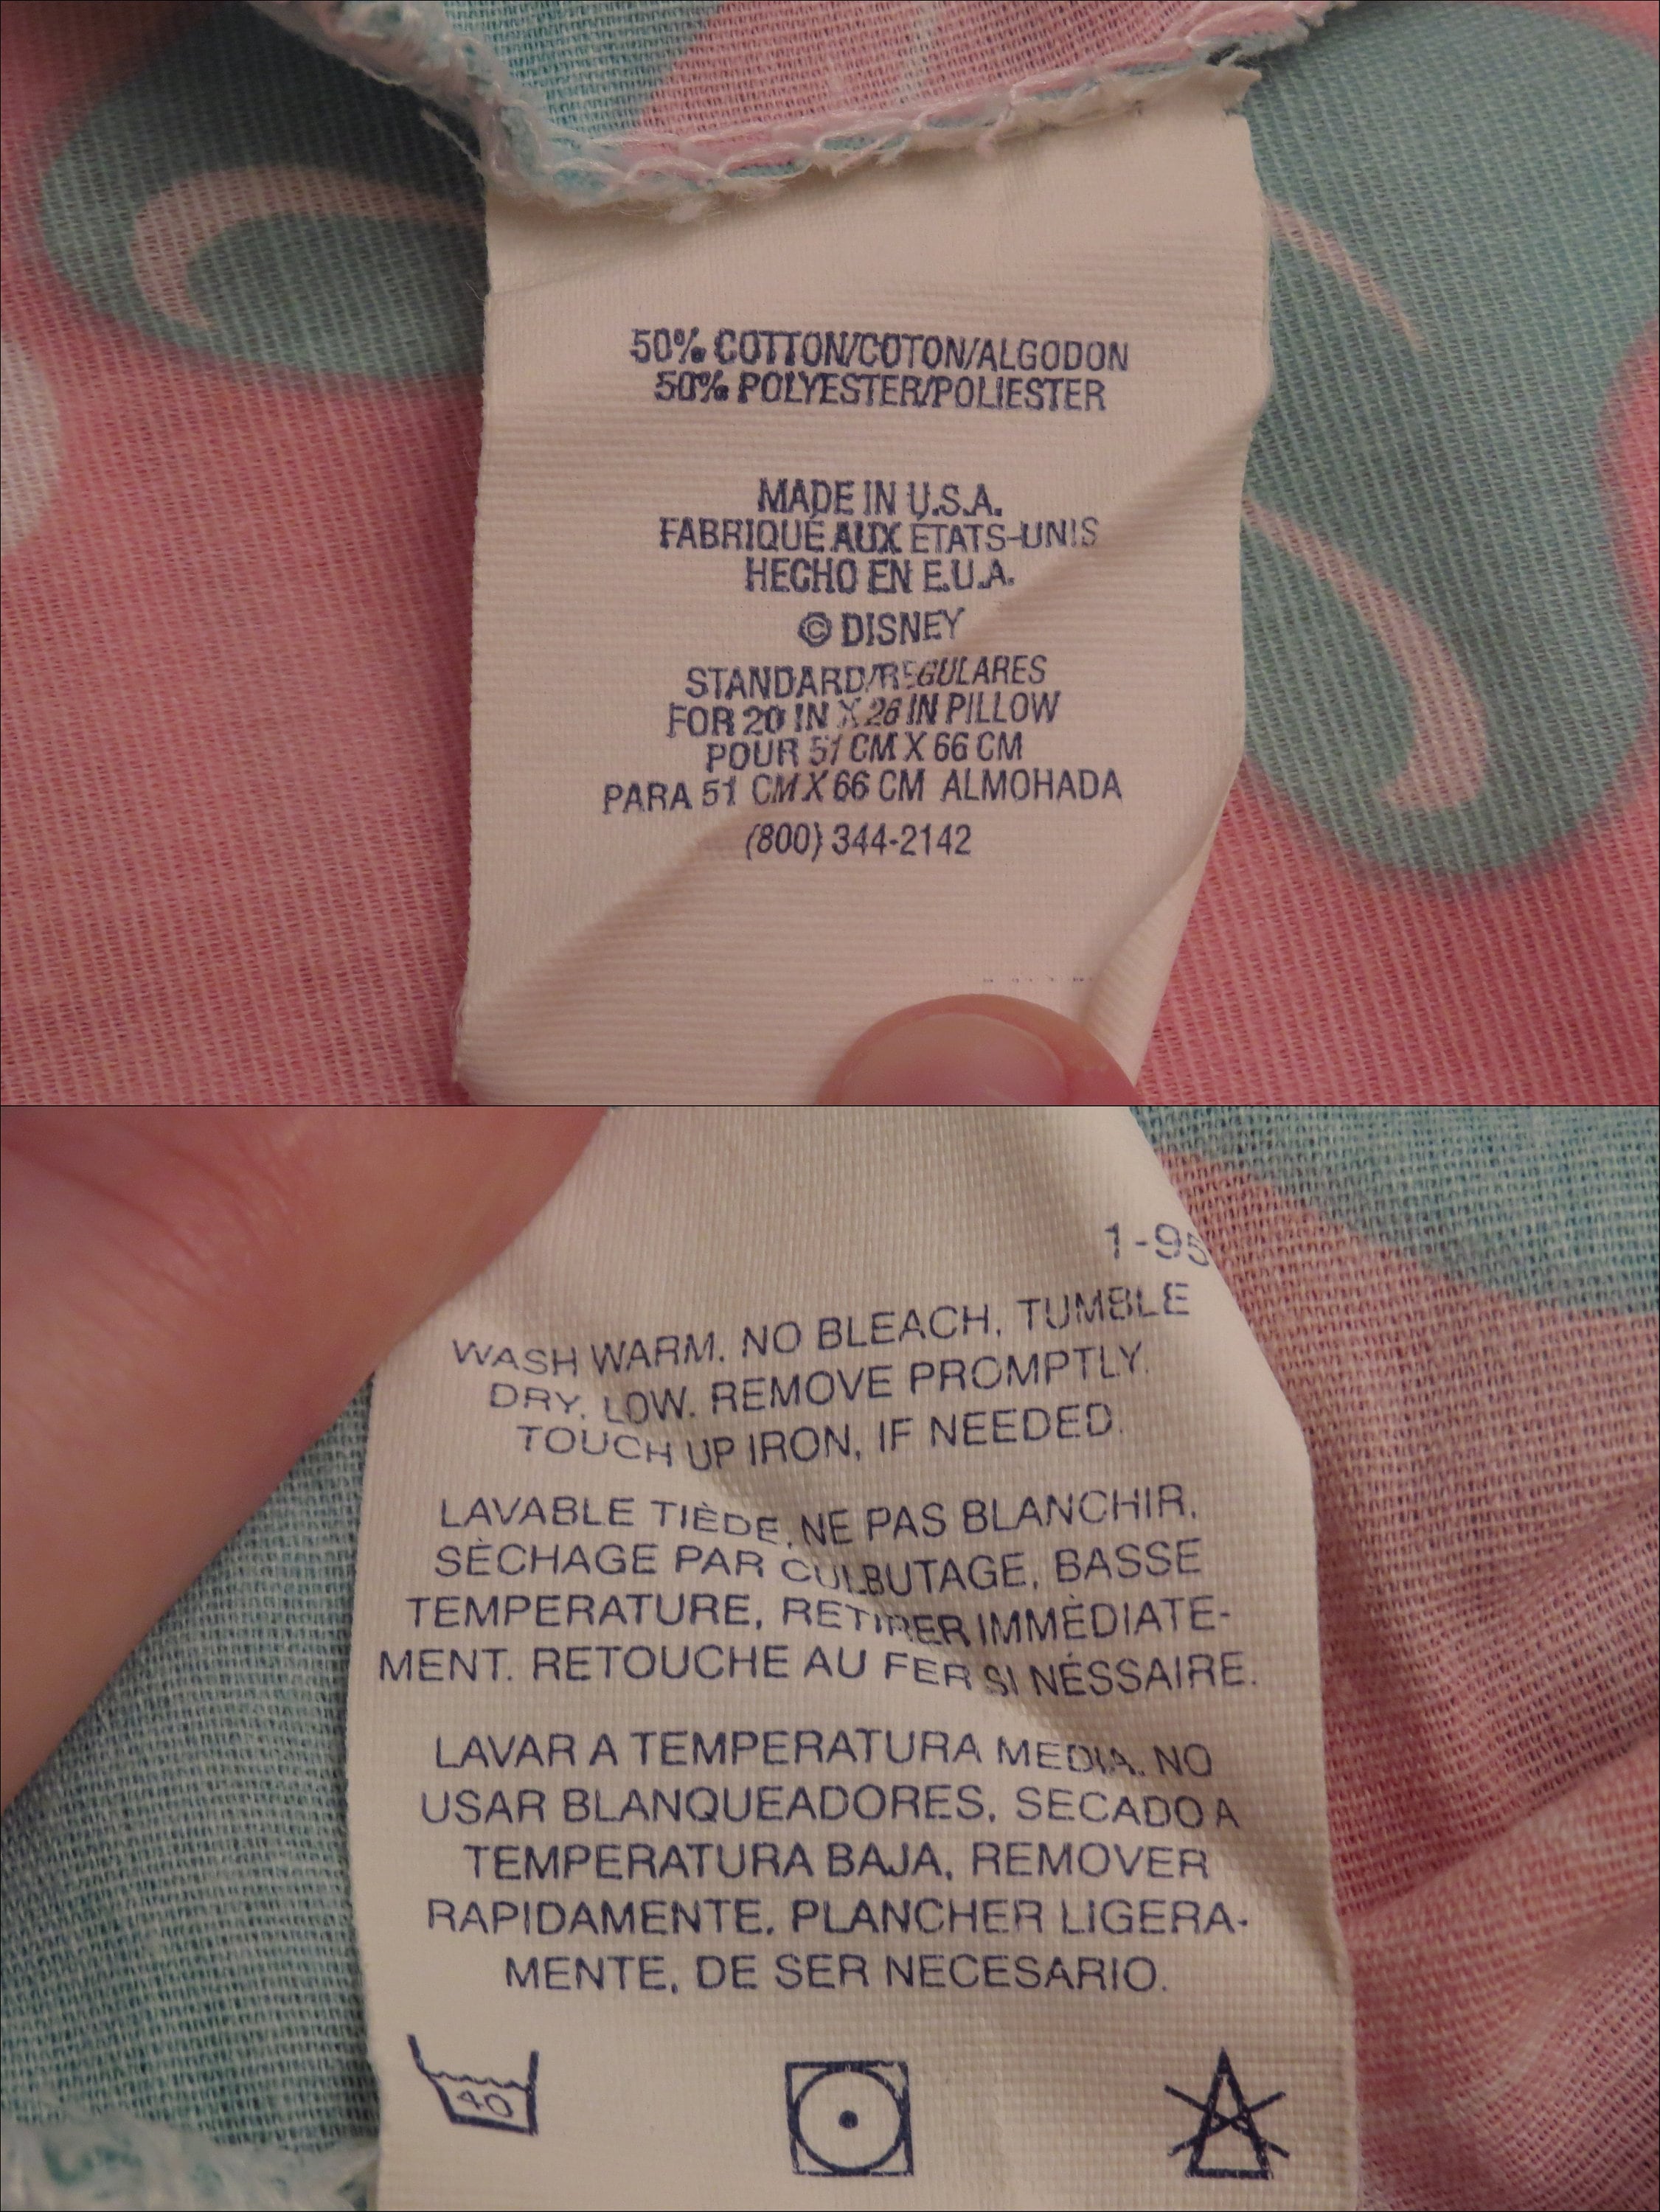 50% COTTON/COTON/ALGODON
50% POLYESTER/POLIESTER
MADE IN U.S.A.
FABRIQUÉ AUX ÉTATS-UNIS
HECHO EN E.U.A.
© DISNEY
STANDARD/REGULARES
FOR 20 IN X 26 IN PILLOW
POUR 51 CM X 66 CM
PARA 51 CM X 66 CM ALMOHADA
(800) 344-2142
1-95
WASH WARM. NO BLEACH, TUMBLE
DRY, LOW. REMOVE PROMPTLY.
TOUCH UP IRON, IF NEEDED.
LAVABLE TIÈDE, NE PAS BLANCHIR,
SÈCHAGE PAR CULBUTAGE, BASSE
TEMPERATURE, RETIRER IMMÉDIATE-
MENT. RETOUCHE AU FER SI NÉSSAIRE.
LAVAR A TEMPERATURA MEDIA. NO
USAR BLANQUEADORES, SECADO A
TEMPERATURA BAJA, REMOVER
RAPIDAMENTE. PLANCHER LIGERA-
MENTE, DE SER NECESARIO.
40